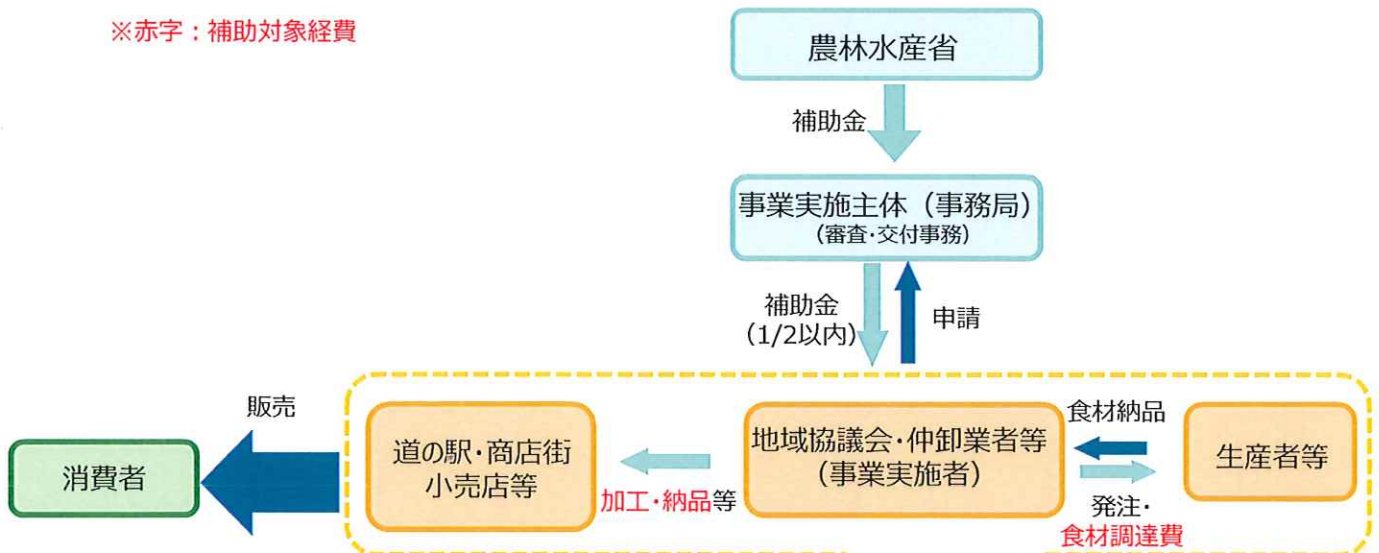 ※赤字：補助対象経費
農林水産省
補助金
事業実施主体（事務局）
（審査・交付事務）
補助金
（1/2以内）
申請
販売
消費者
道の駅・商店街
小売店等
加工・納品等
地域協議会・仲卸業者等
（事業実施者）
食材納品
発注・
食材調達費
生産者等